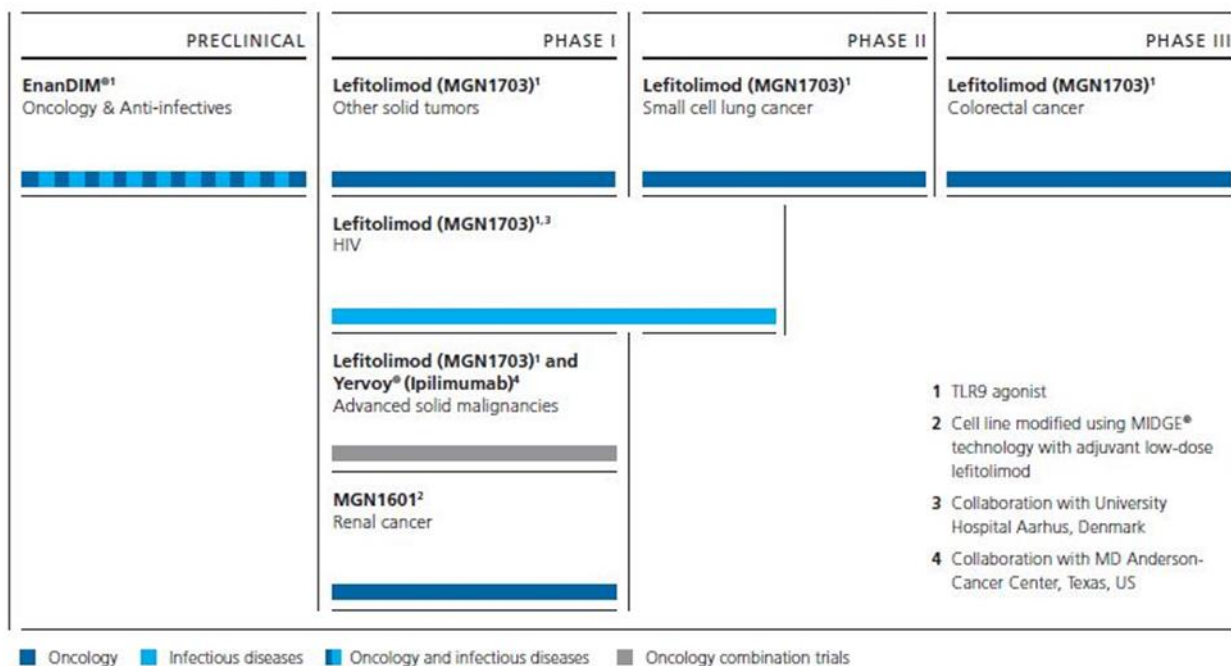 PRECLINICAL
PHASE I
PHASE II
PHASE III
EnanDIM®¹
Oncology & Anti-infectives
Lefitolimod (MGN1703)¹
Other solid tumors
Lefitolimod (MGN1703)¹
Small cell lung cancer
Lefitolimod (MGN1703)¹
Colorectal cancer
Lefitolimod (MGN1703)¹,³
HIV
Lefitolimod (MGN1703)¹ and
Yervoy® (Ipilimumab)⁴
Advanced solid malignancies
MGN1601²
Renal cancer
1 TLR9 agonist
2 Cell line modified using MIDGE®
technology with adjuvant low-dose
lefitolimod
3 Collaboration with University
Hospital Aarhus, Denmark
4 Collaboration with MD Anderson-
Cancer Center, Texas, US
Oncology
Infectious diseases
Oncology and infectious diseases
Oncology combination trials